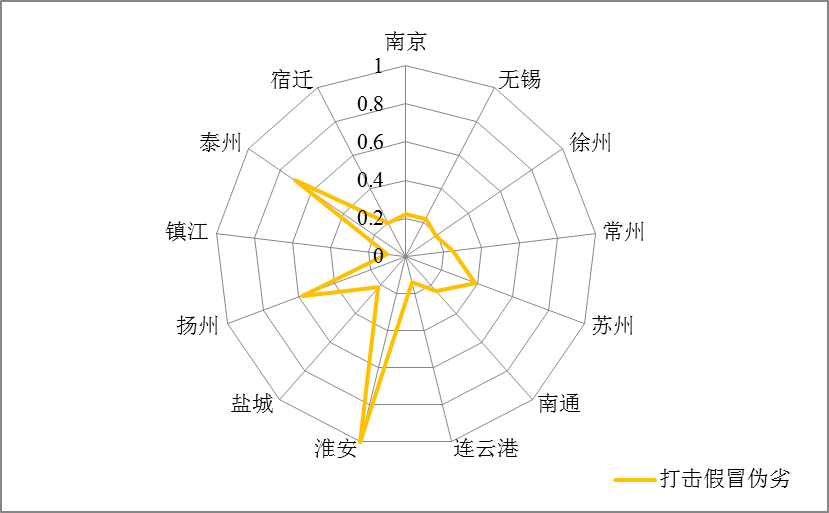 南京
1
无锡
宿迁
0.8
泰州
徐州
0.6
0.4
0.2
镇江
常州
0
扬州
苏州
盐城
南通
淮安
连云港
打击假冒伪劣